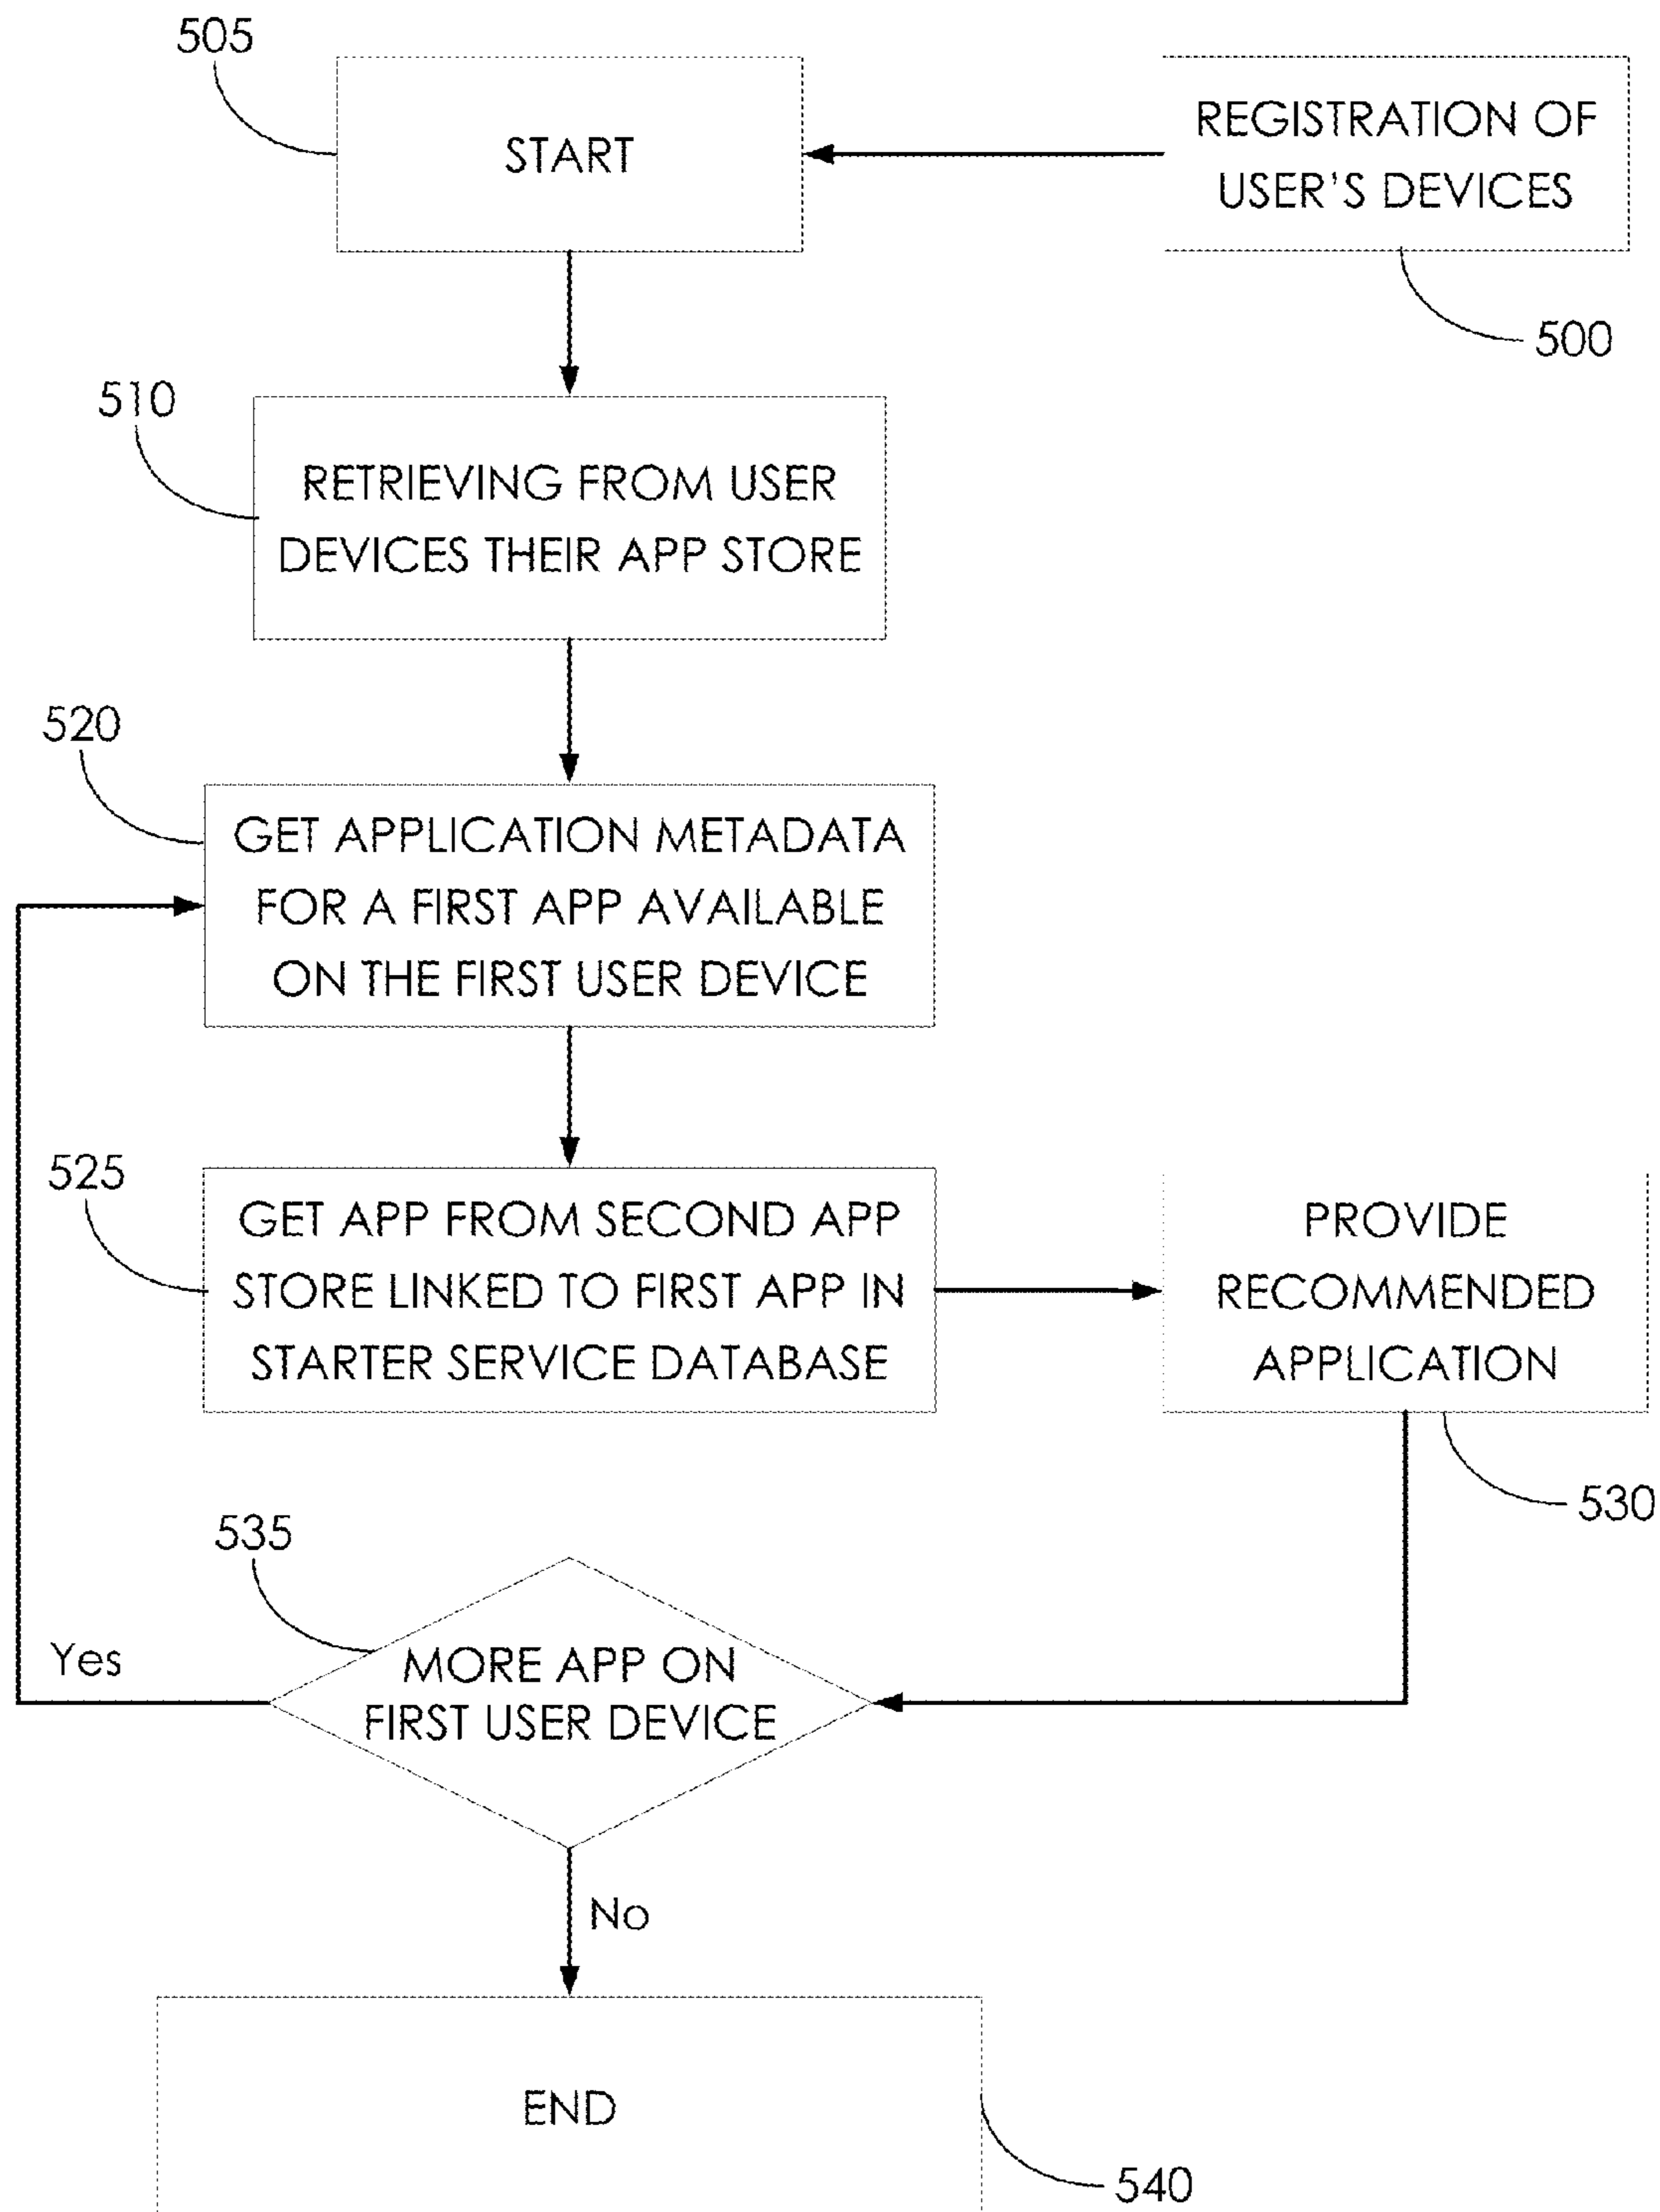 505
START
REGISTRATION OF
USER'S DEVICES
500
510
RETRIEVING FROM USER
DEVICES THEIR APP STORE
520
GET APPLICATION METADATA
FOR A FIRST APP AVAILABLE
ON THE FIRST USER DEVICE
525
GET APP FROM SECOND APP
STORE LINKED TO FIRST APP IN
STARTER SERVICE DATABASE
PROVIDE
RECOMMENDED
APPLICATION
530
535
MORE APP ON
FIRST USER DEVICE
Yes
No
END
540